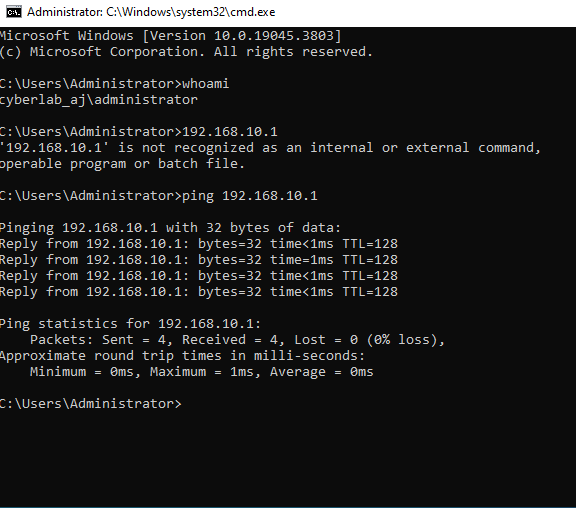 Administrator: C:\Windows\system32\cmd.exe
Microsoft Windows [Version 10.0.19045.3803]
(c) Microsoft Corporation. All rights reserved.
C:\Users\Administrator>whoami
cyberlab_aj\administrator
C:\Users\Administrator>192.168.10.1
'192.168.10.1' is not recognized as an internal or external command,
operable program or batch file.
C:\Users\Administrator>ping 192.168.10.1
Pinging 192.168.10.1 with 32 bytes of data:
Reply from 192.168.10.1: bytes=32 time<1ms TTL=128
Reply from 192.168.10.1: bytes=32 time=1ms TTL=128
Reply from 192.168.10.1: bytes=32 time<1ms TTL=128
Reply from 192.168.10.1: bytes=32 time<1ms TTL=128
Ping statistics for 192.168.10.1:
    Packets: Sent = 4, Received = 4, Lost = 0 (0% loss),
Approximate round trip times in milli-seconds:
    Minimum = 0ms, Maximum = 1ms, Average = 0ms
C:\Users\Administrator>